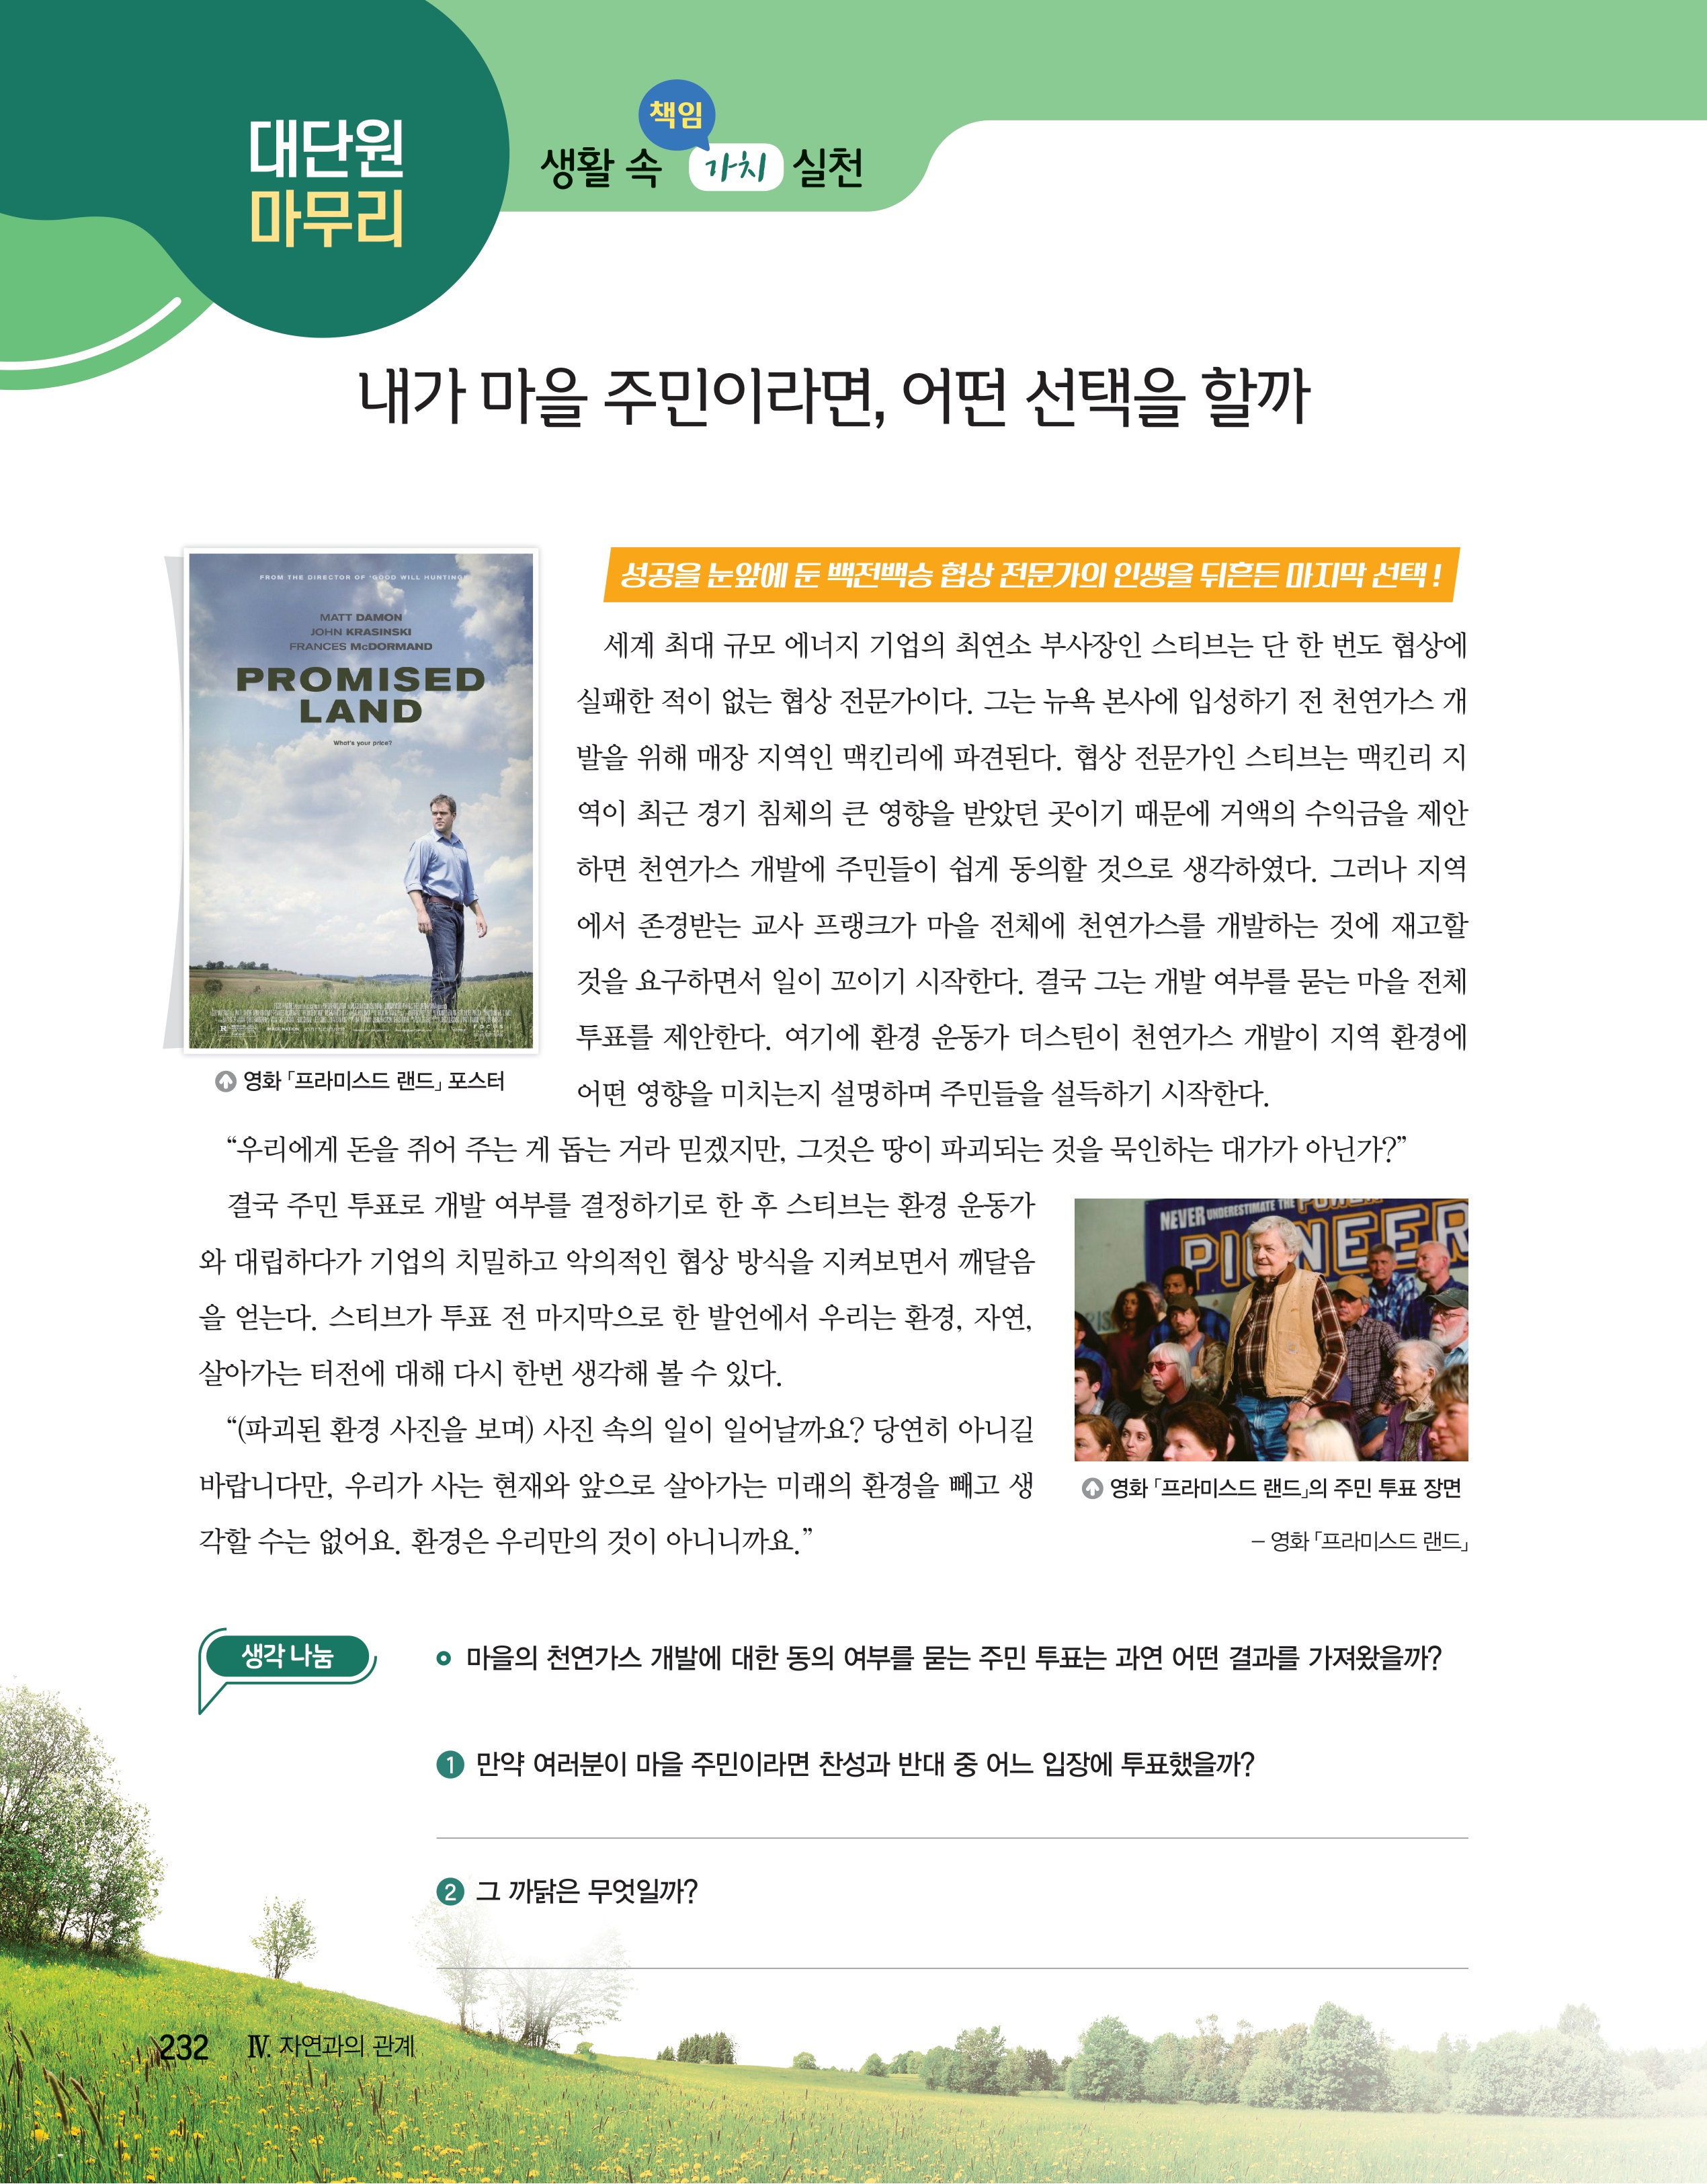 대단원
마무리
책임
생활 속 가치 실천
내가 마을 주민이라면, 어떤 선택을 할까
FROM THE DIRECTOR OF 'GOOD WILL HUNTING'
MATT DAMON
JOHN KRASINSKI
FRANCES McDORMAND
PROMISED
LAND
What's your price?
영화 「프라미스드 랜드」 포스터
성공을 눈앞에 둔 백전백승 협상 전문가의 인생을 뒤흔든 마지막 선택!
세계 최대 규모 에너지 기업의 최연소 부사장인 스티브는 단 한 번도 협상에
실패한 적이 없는 협상 전문가이다. 그는 뉴욕 본사에 입성하기 전 천연가스 개
발을 위해 매장 지역인 맥킨리에 파견된다. 협상 전문가인 스티브는 맥킨리 지
역이 최근 경기 침체의 큰 영향을 받았던 곳이기 때문에 거액의 수익금을 제안
하면 천연가스 개발에 주민들이 쉽게 동의할 것으로 생각하였다. 그러나 지역
에서 존경받는 교사 프랭크가 마을 전체에 천연가스를 개발하는 것에 재고할
것을 요구하면서 일이 꼬이기 시작한다. 결국 그는 개발 여부를 묻는 마을 전체
투표를 제안한다. 여기에 환경 운동가 더스틴이 천연가스 개발이 지역 환경에
어떤 영향을 미치는지 설명하며 주민들을 설득하기 시작한다.
“우리에게 돈을 쥐어 주는 게 돕는 거라 믿겠지만, 그것은 땅이 파괴되는 것을 묵인하는 대가가 아닌가?”
결국 주민 투표로 개발 여부를 결정하기로 한 후 스티브는 환경 운동가
와 대립하다가 기업의 치밀하고 악의적인 협상 방식을 지켜보면서 깨달음
을 얻는다. 스티브가 투표 전 마지막으로 한 발언에서 우리는 환경, 자연,
살아가는 터전에 대해 다시 한번 생각해 볼 수 있다.
“(파괴된 환경 사진을 보며) 사진 속의 일이 일어날까요? 당연히 아니길
바랍니다만, 우리가 사는 현재와 앞으로 살아가는 미래의 환경을 빼고 생
각할 수는 없어요. 환경은 우리만의 것이 아니니까요.”
NEVER UNDERESTIMATE THE POWER
PIONEER
영화 「프라미스드 랜드」의 주민 투표 장면
– 영화 「프라미스드 랜드」
생각 나눔
마을의 천연가스 개발에 대한 동의 여부를 묻는 주민 투표는 과연 어떤 결과를 가져왔을까?
1 만약 여러분이 마을 주민이라면 찬성과 반대 중 어느 입장에 투표했을까?
2 그 까닭은 무엇일까?
232 Ⅳ. 자연과의 관계